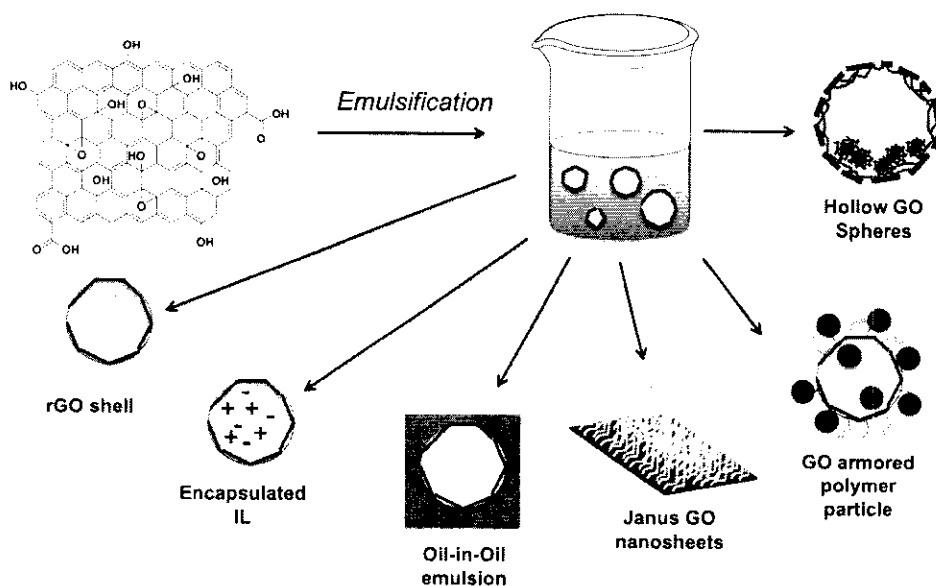 OH
OH
HO
OH
O
OH
OH
O
O
HO
O
OH
OH
O
O
OH
OH
Emulsification
Hollow GO
Spheres
rGO shell
+ - + + - + - + -
Encapsulated
IL
Oil-in-Oil
emulsion
Janus GO
nanosheets
GO armored
polymer
particle